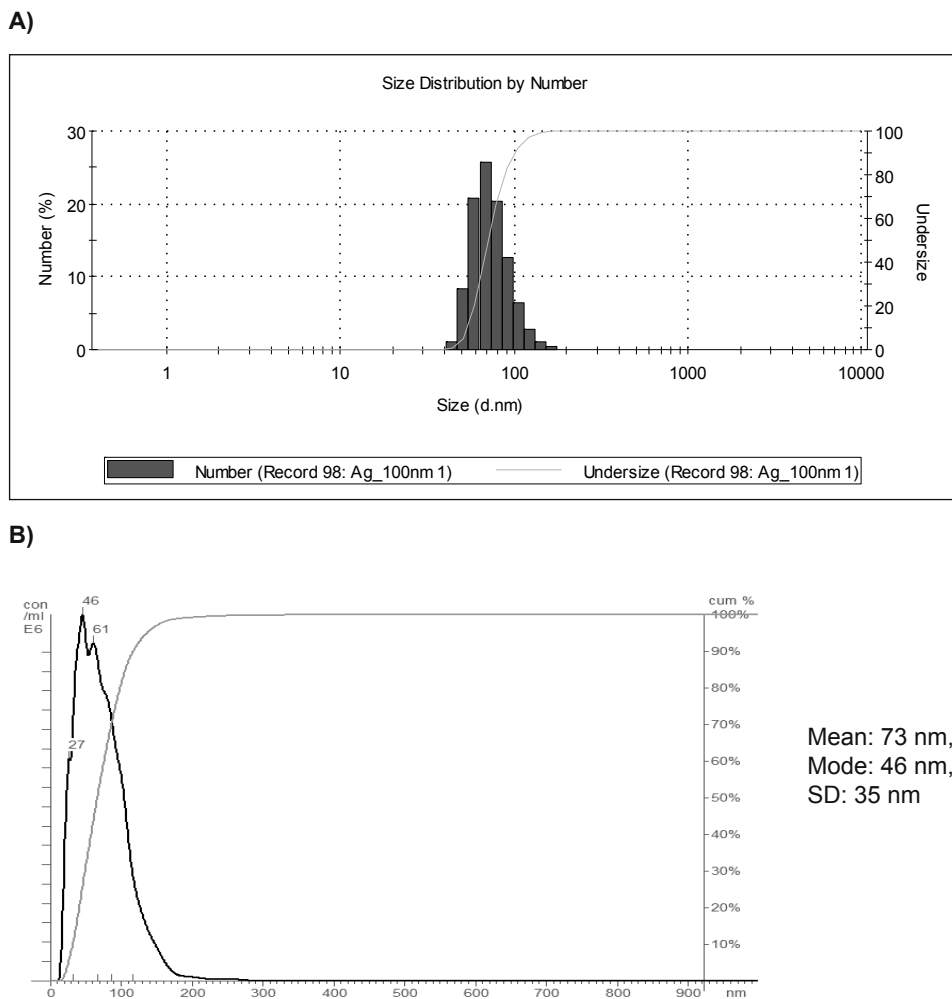 A)
Size Distribution by Number
30
20
10
0
Number (%)
100
80
60
40
20
0
Undersize
1
10
100
1000
10000
Size (d.nm)
Number (Record 98: Ag_100nm 1)
Undersize (Record 98: Ag_100nm 1)
B)
con
/ml
E6
46
61
27
cum %
100%
90%
80%
70%
60%
50%
40%
30%
20%
10%
0
100
200
300
400
500
600
700
800
900
nm
Mean: 73 nm,
Mode: 46 nm,
SD: 35 nm